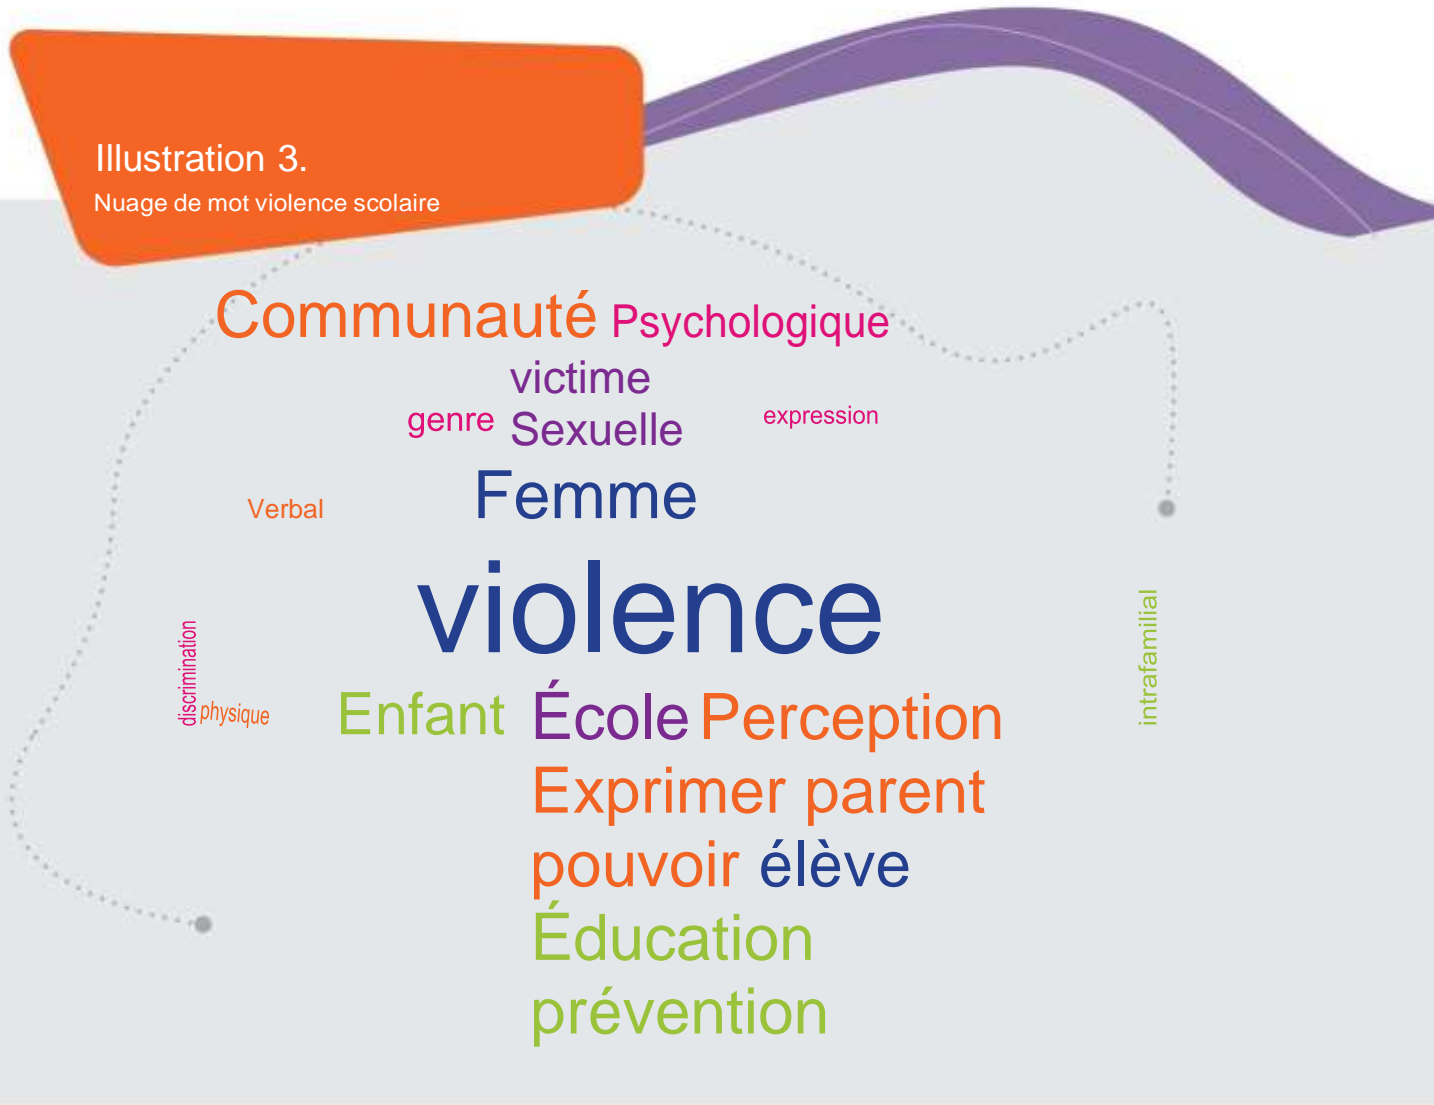 Illustration 3.
Nuage de mot violence scolaire
Communauté Psychologique
victime
genre Sexuelle expression
Verbal Femme
violence
discrimination
intrafamilial
physique Enfant École Perception
Exprimer parent
pouvoir élève
Éducation
prévention